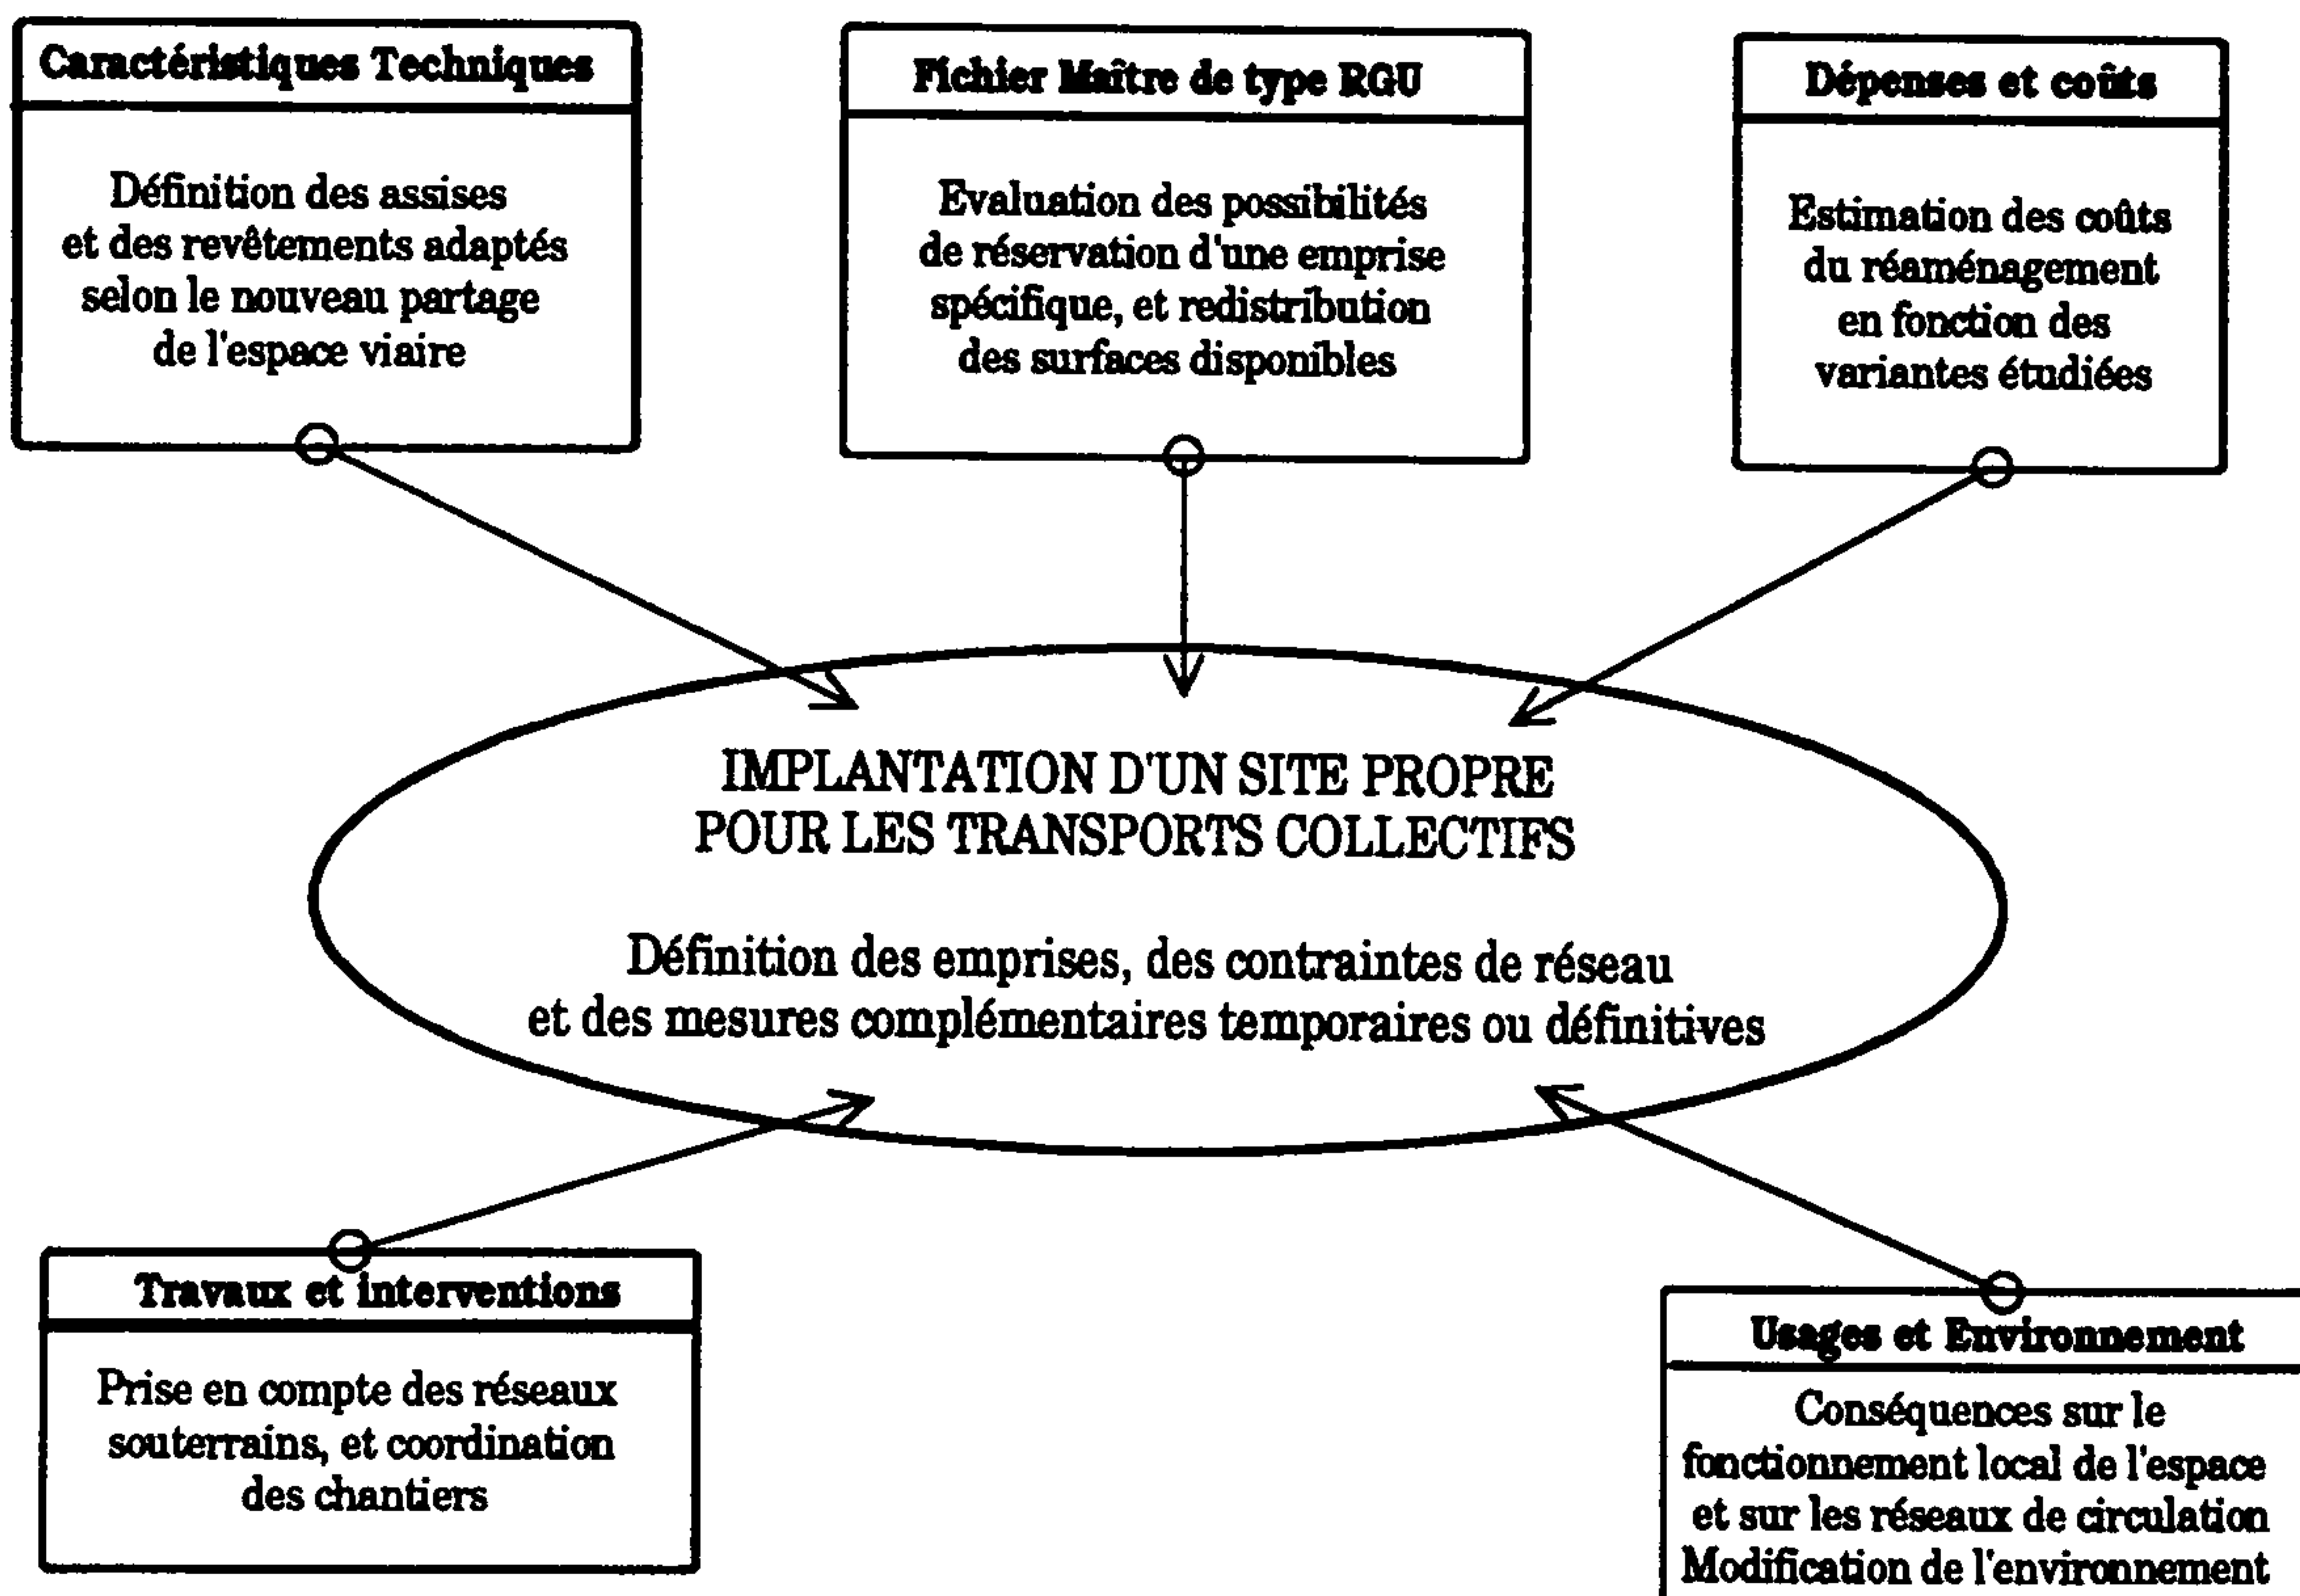 Caractéristiques Techniques
Définition des assises
et des revêtements adaptés
selon le nouveau partage
de l'espace viaire
Fichier Maître de type RGU
Evaluation des possibilités
de réservation d'une emprise
spécifique, et redistribution
des surfaces disponibles
Dépenses et coûts
Estimation des coûts
du réaménagement
en fonction des
variantes étudiées
IMPLANTATION D'UN SITE PROPRE
POUR LES TRANSPORTS COLLECTIFS
Définition des emprises, des contraintes de réseau
et des mesures complémentaires temporaires ou définitives
Travaux et interventions
Prise en compte des réseaux
souterrains, et coordination
des chantiers
Usages et Environnement
Conséquences sur le
fonctionnement local de l'espace
et sur les réseaux de circulation
Modification de l'environnement